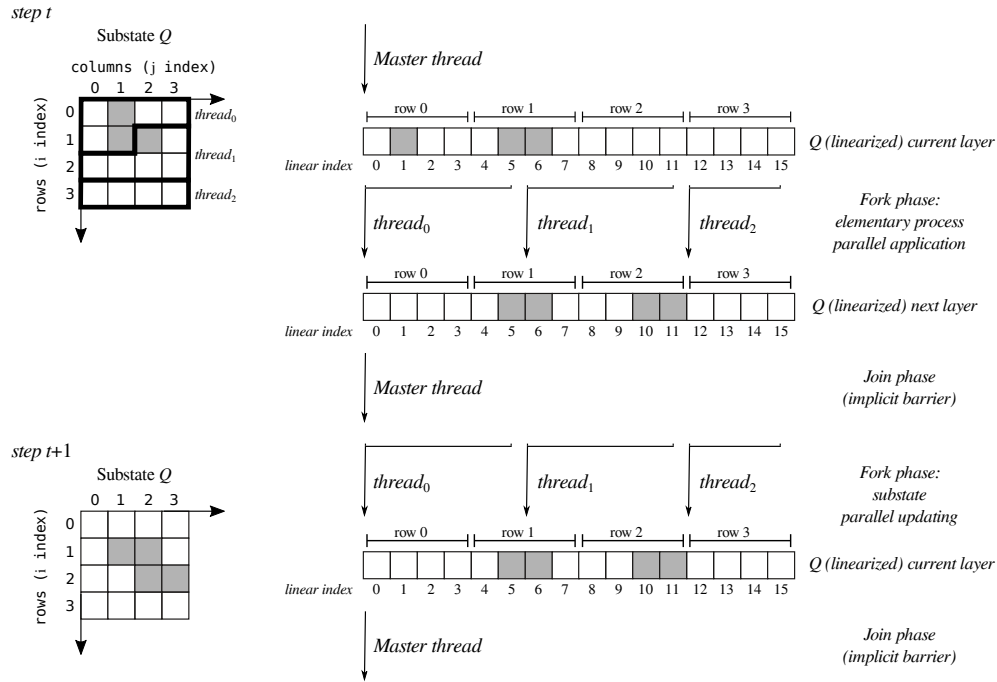 step t
Substate Q
columns (j index)
0 1 2 3
rows (i index)
0
1
2
3
thread0
thread1
thread2
Master thread
row 0 row 1 row 2 row 3
Q (linearized) current layer
linear index 0 1 2 3 4 5 6 7 8 9 10 11 12 13 14 15
thread0 thread1 thread2
Fork phase:
elementary process
parallel application
row 0 row 1 row 2 row 3
Q (linearized) next layer
linear index 0 1 2 3 4 5 6 7 8 9 10 11 12 13 14 15
Master thread
Join phase
(implicit barrier)
step t+1
Substate Q
0 1 2 3
rows (i index)
0
1
2
3
thread0 thread1 thread2
Fork phase:
substate
parallel updating
row 0 row 1 row 2 row 3
Q (linearized) current layer
linear index 0 1 2 3 4 5 6 7 8 9 10 11 12 13 14 15
Master thread
Join phase
(implicit barrier)